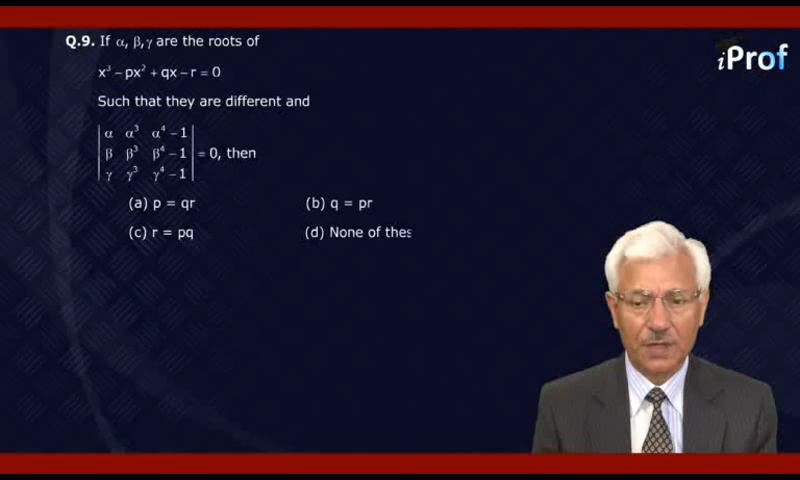 Q.9. If α, β, γ are the roots of
iProf
x³ – px² + qx – r = 0
Such that they are different and
| α α³ α⁴ – 1 |
| β β³ β⁴ – 1 | = 0, then
| γ γ³ γ⁴ – 1 |
(a) p = qr (b) q = pr
(c) r = pq (d) None of thes